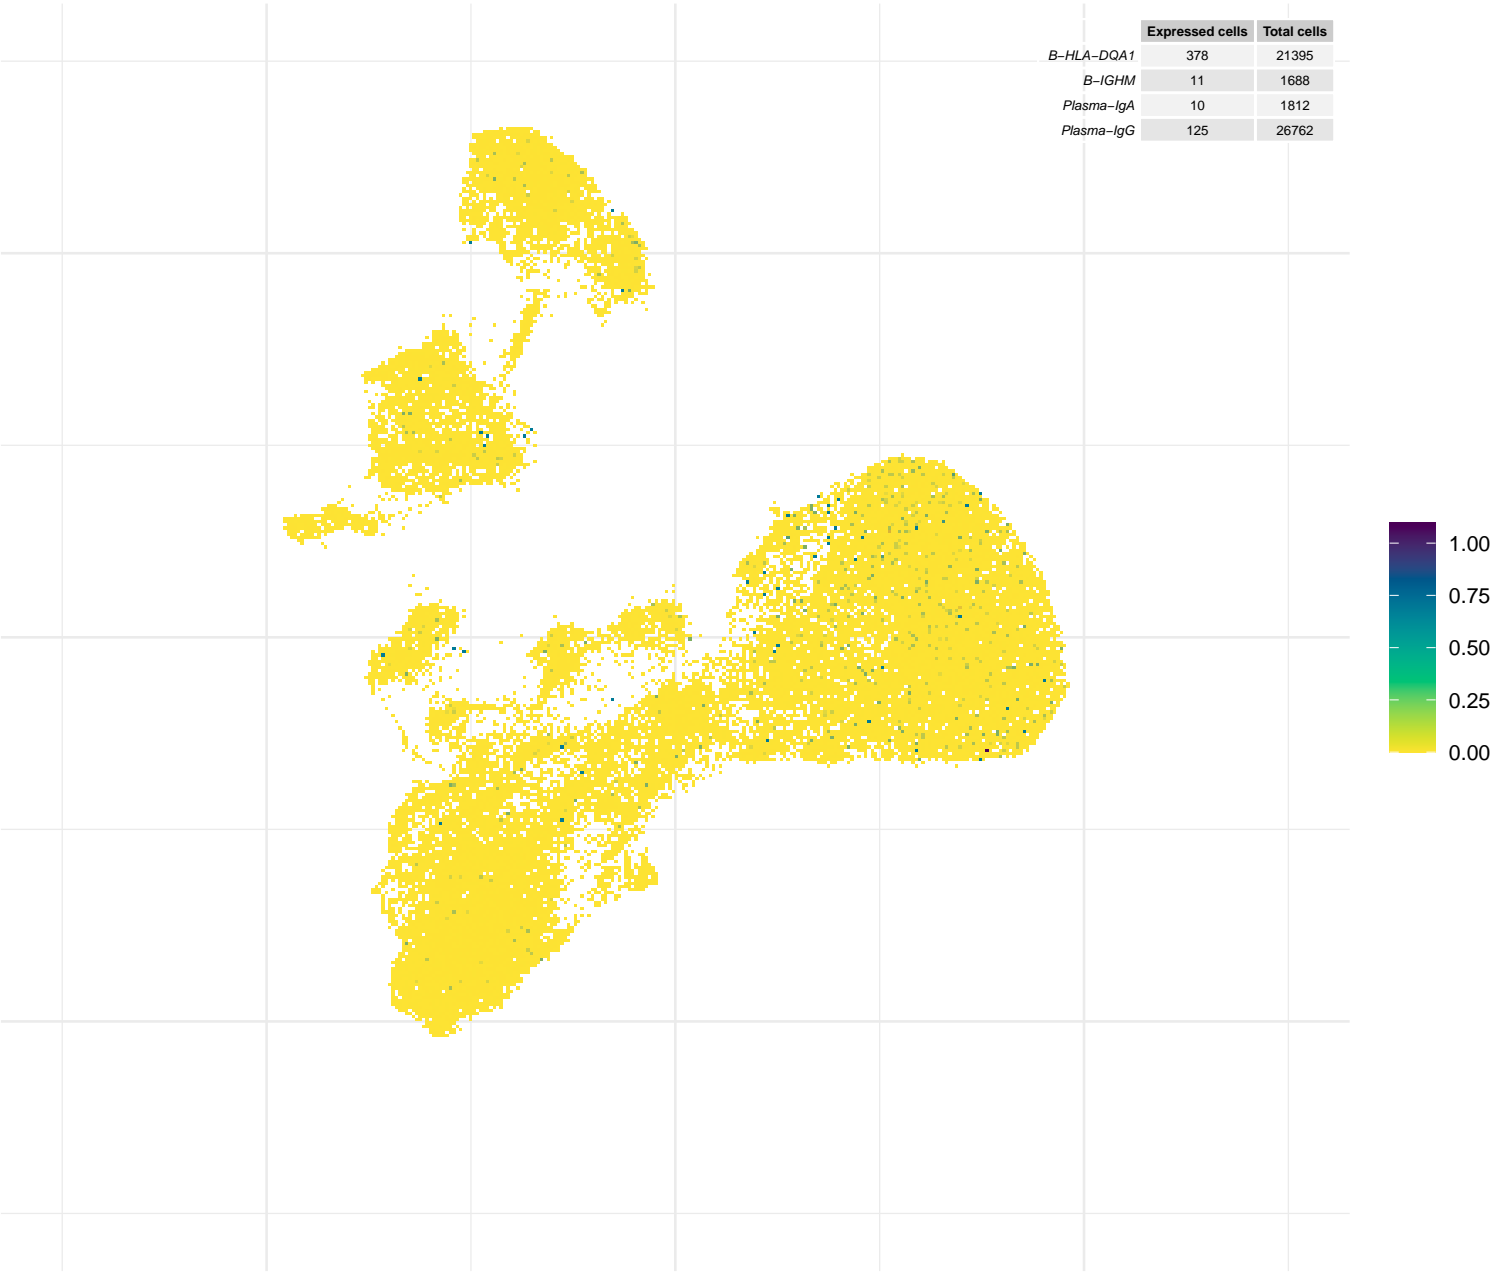 Expressed cells Total cells
B−HLA−DQA1 378 21395
B−IGHM 11 1688
Plasma−IgA 10 1812
Plasma−IgG 125 26762
1.00
0.75
0.50
0.25
0.00